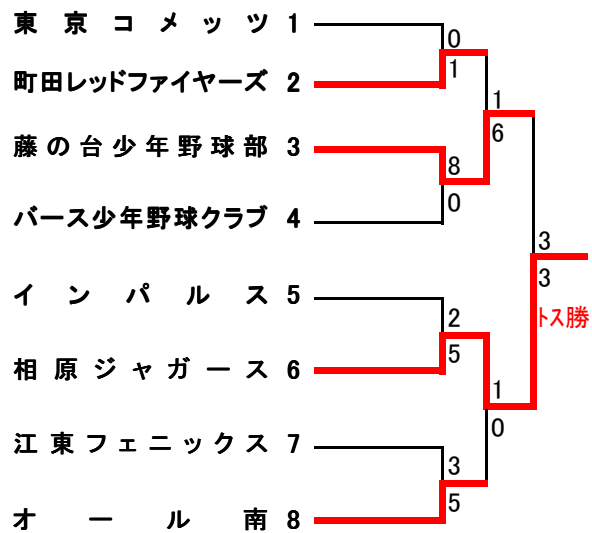 東京コメッツ 1
0
町田レッドファイヤーズ 2
1
1
6
藤の台少年野球部 3
8
バース少年野球クラブ 4
0
3
3
トス勝
インパルス 5
2
相原ジャガース 6
5
1
0
江東フェニックス 7
3
オール南 8
5